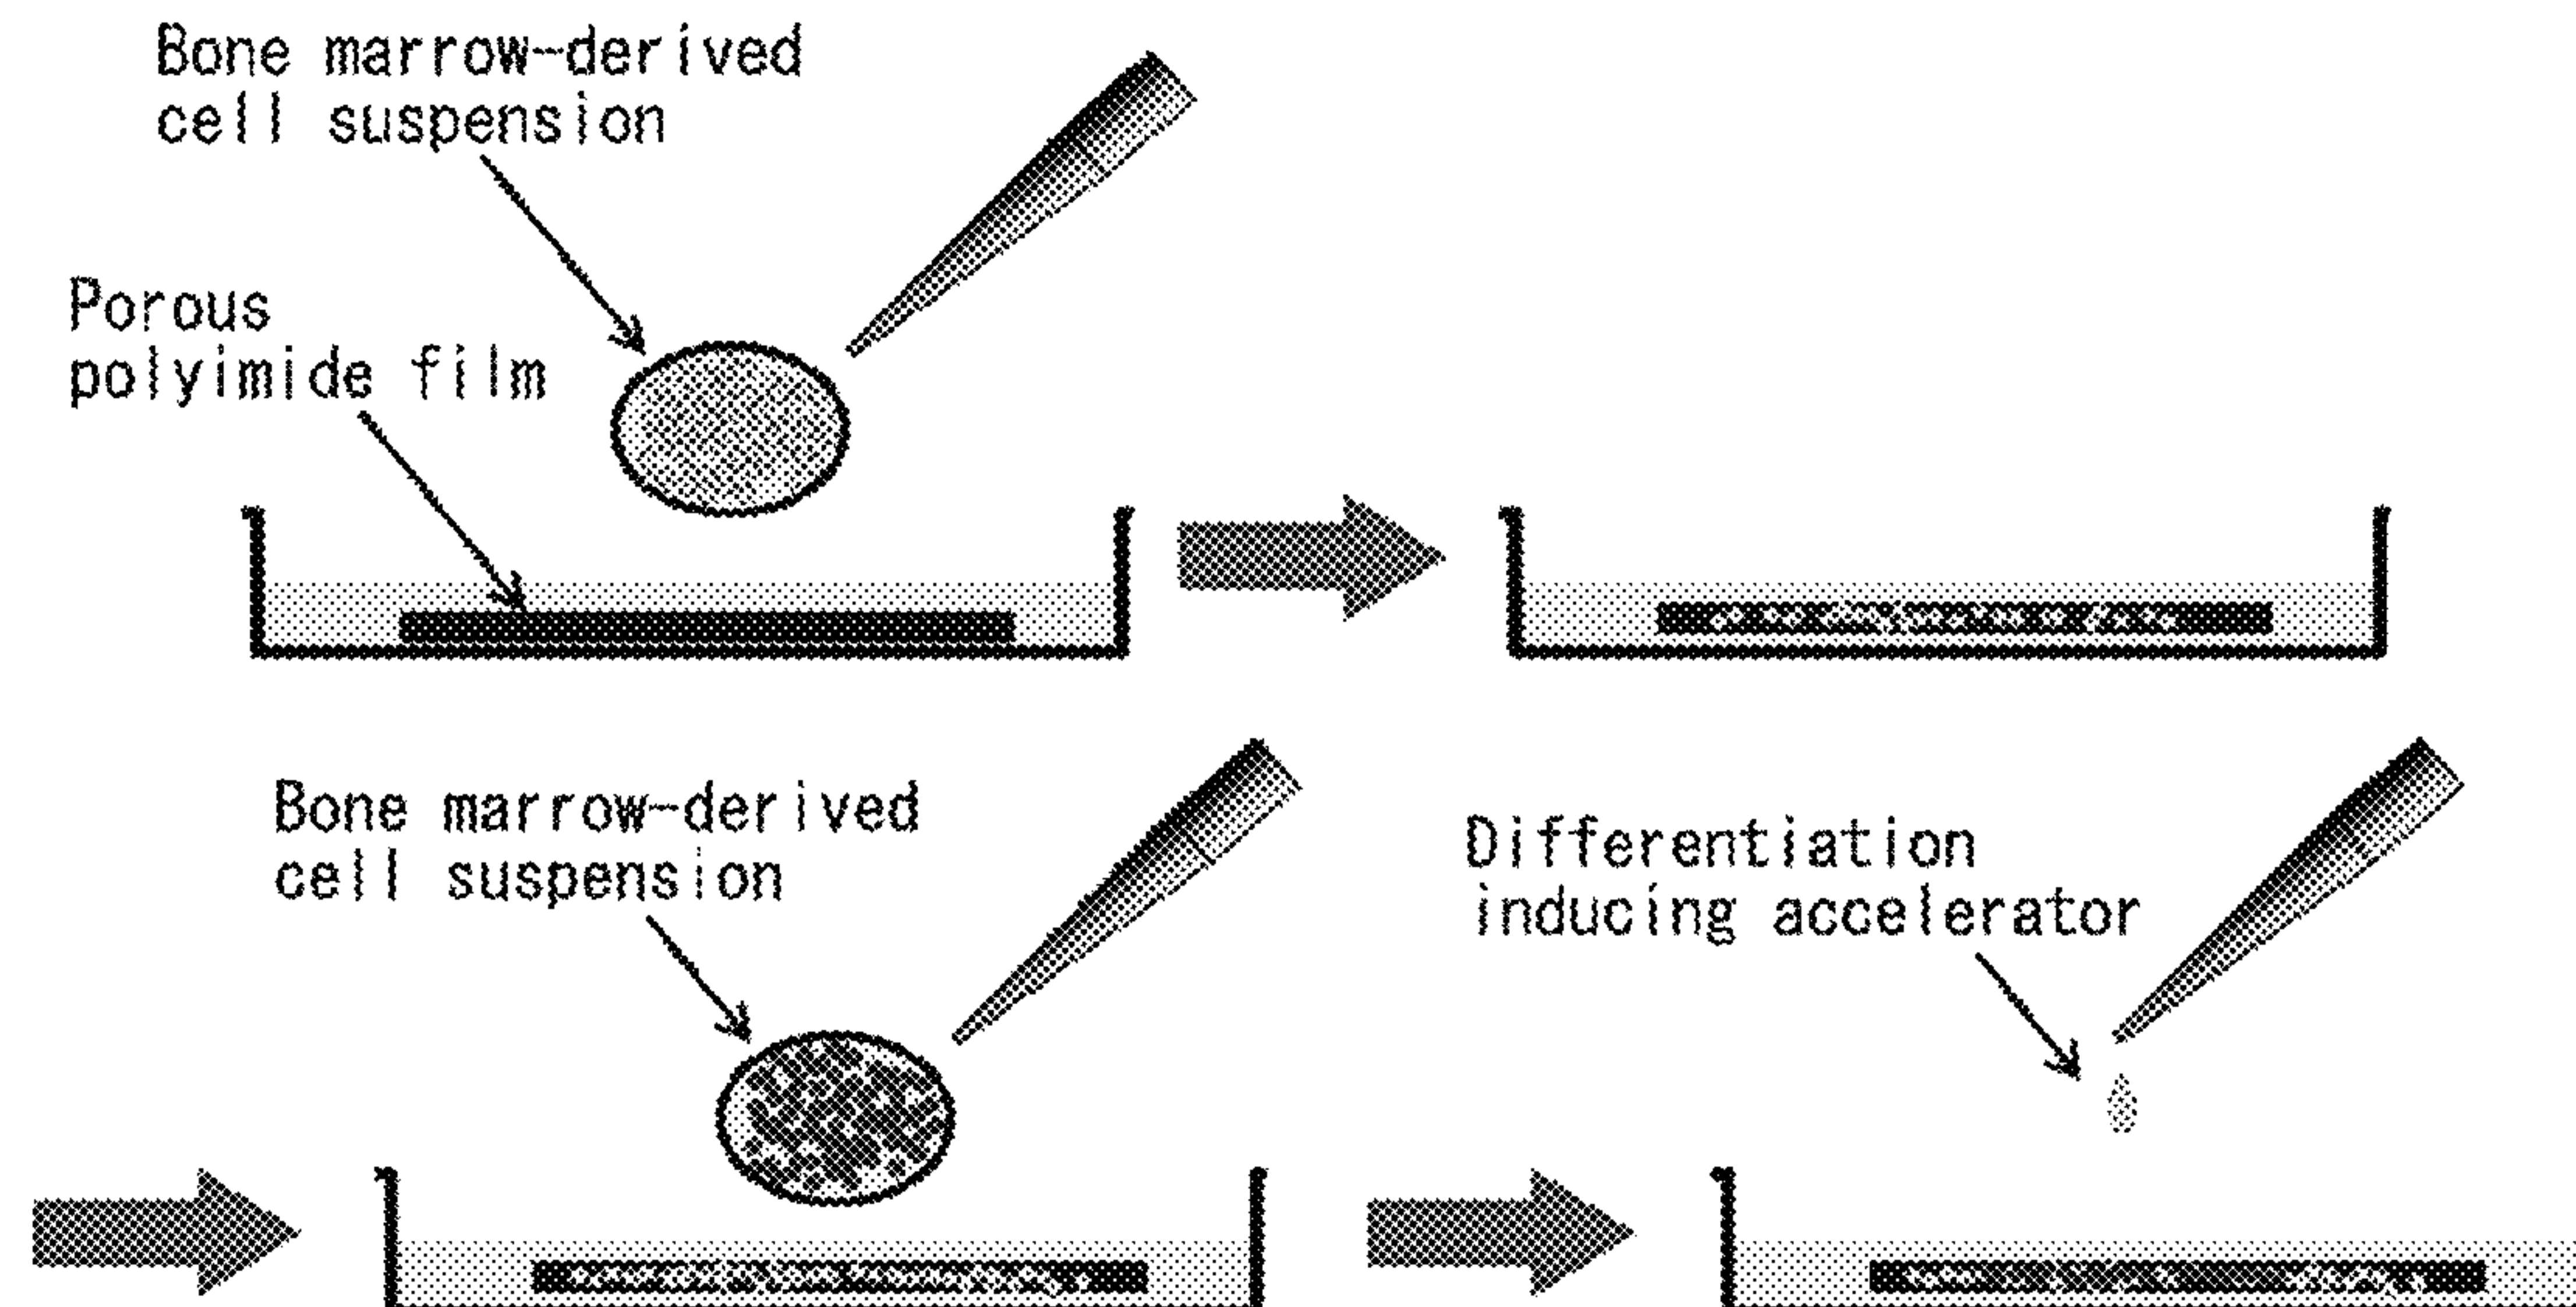 Bone marrow-derived
cell suspension
Porous
polyimide film
Bone marrow-derived
cell suspension
Differentiation
inducing accelerator